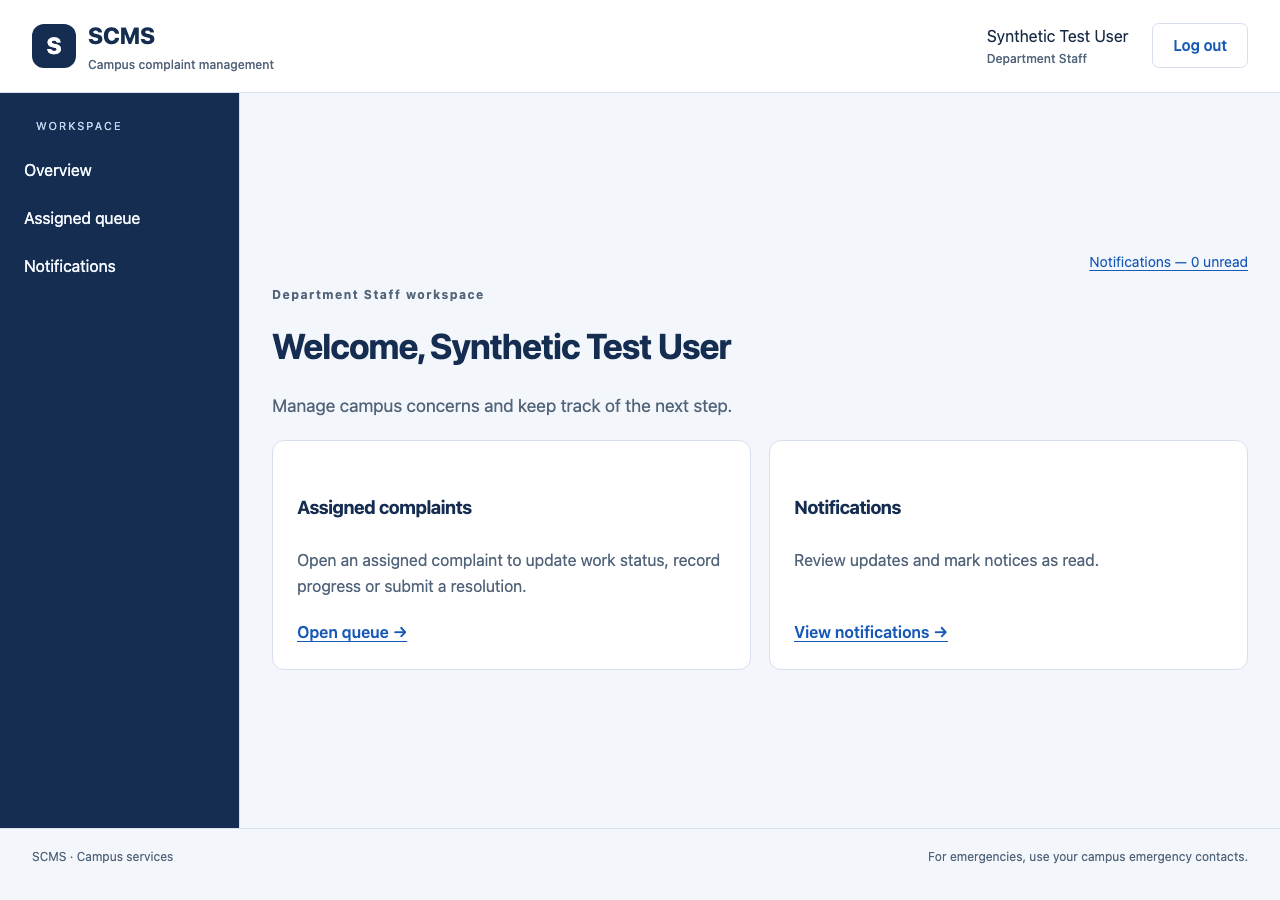 S
SCMS
Campus complaint management
Synthetic Test User
Department Staff
Log out
WORKSPACE
Overview
Assigned queue
Notifications
Notifications — 0 unread
Department Staff workspace
Welcome, Synthetic Test User
Manage campus concerns and keep track of the next step.
Assigned complaints
Open an assigned complaint to update work status, record
progress or submit a resolution.
Open queue →
Notifications
Review updates and mark notices as read.
View notifications →
SCMS · Campus services
For emergencies, use your campus emergency contacts.